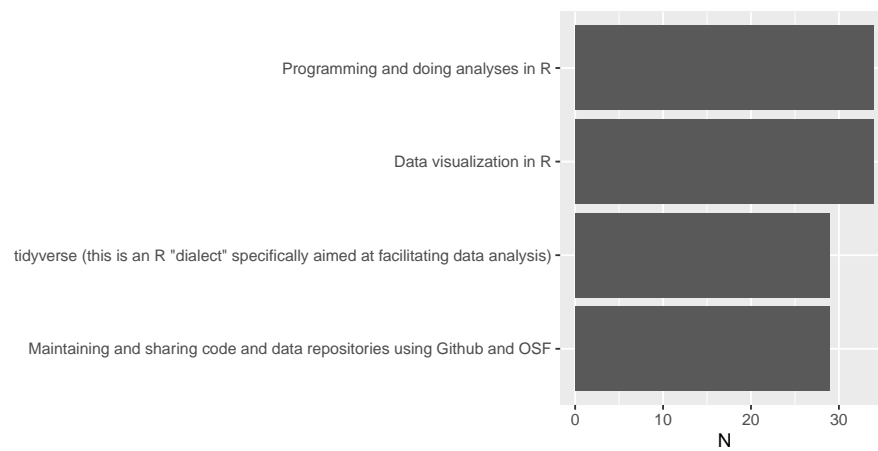 Programming and doing analyses in R
Data visualization in R
tidyverse (this is an R "dialect" specifically aimed at facilitating data analysis)
Maintaining and sharing code and data repositories using Github and OSF
0 10 20 30
N